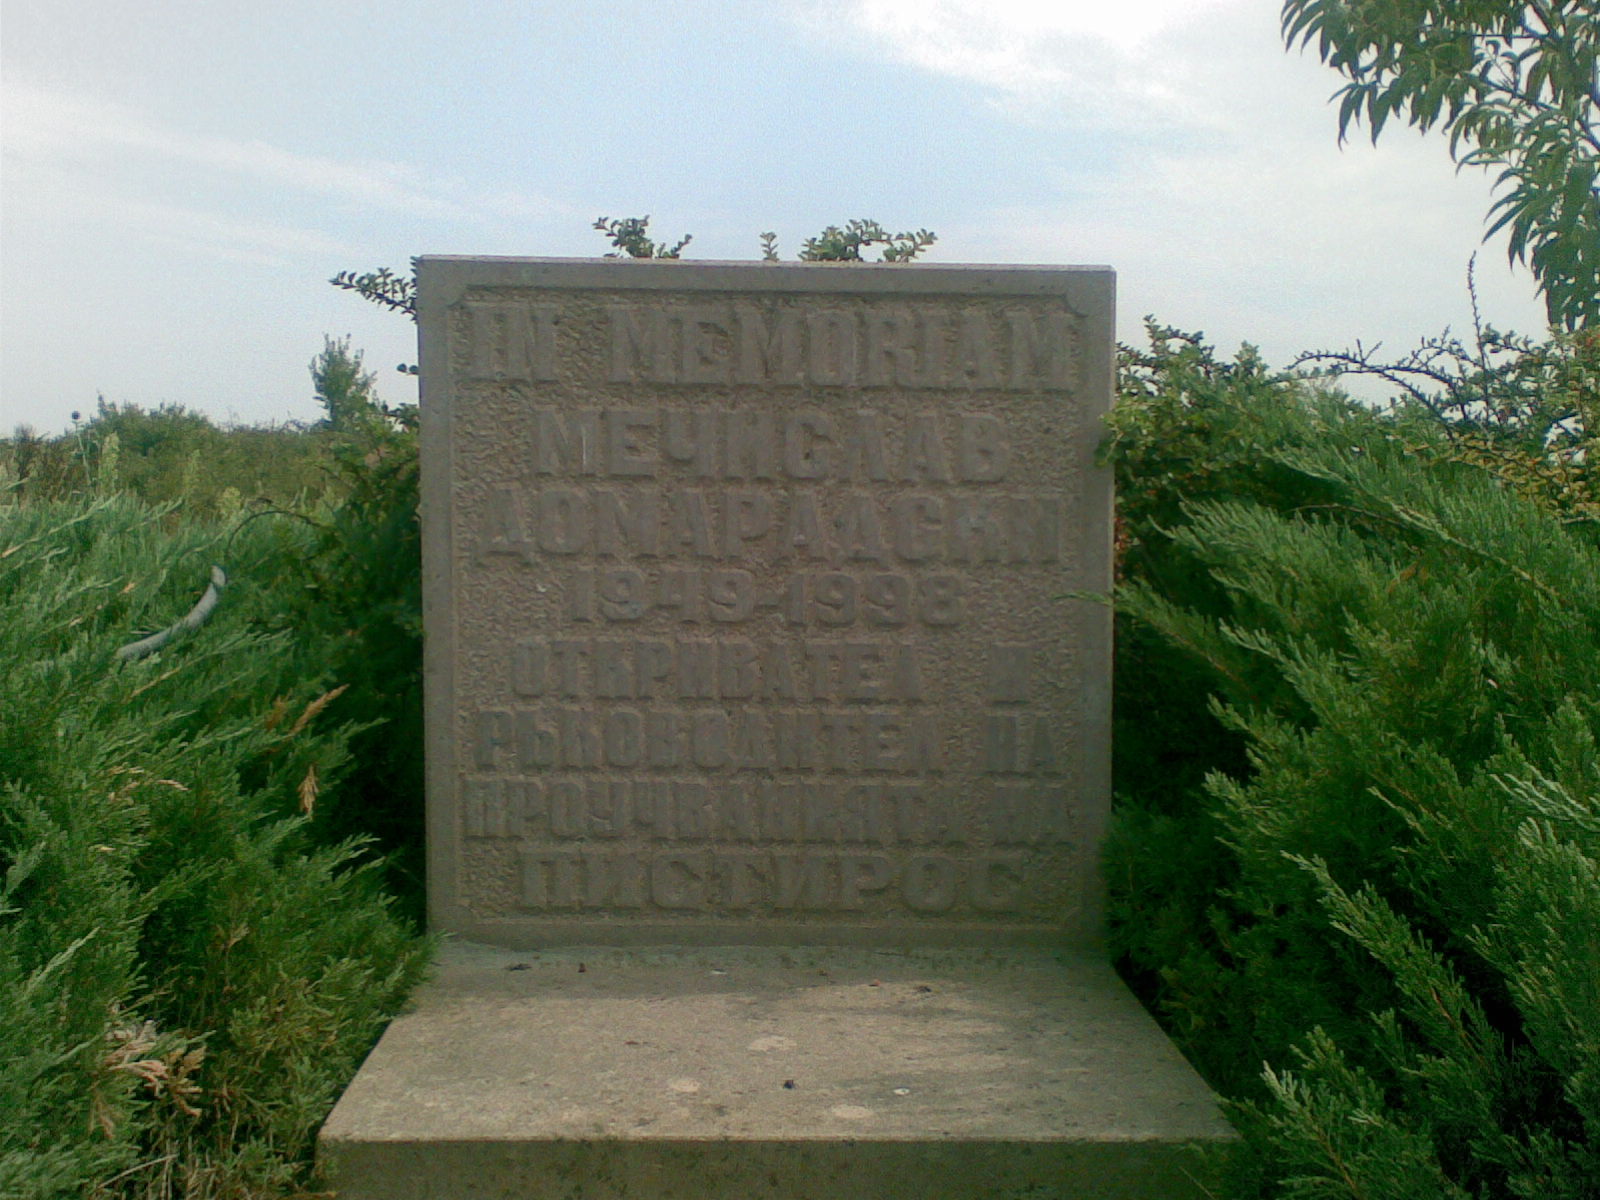 IN MEMORIAM
МЕЧИСЛАВ
ДОМАРАДСКИ
1949-1998
ОТКРИВАТЕЛ И
РЪКОВОДИТЕЛ НА
ПРОУЧВАНИЯТА НА
ПИСТИРОС